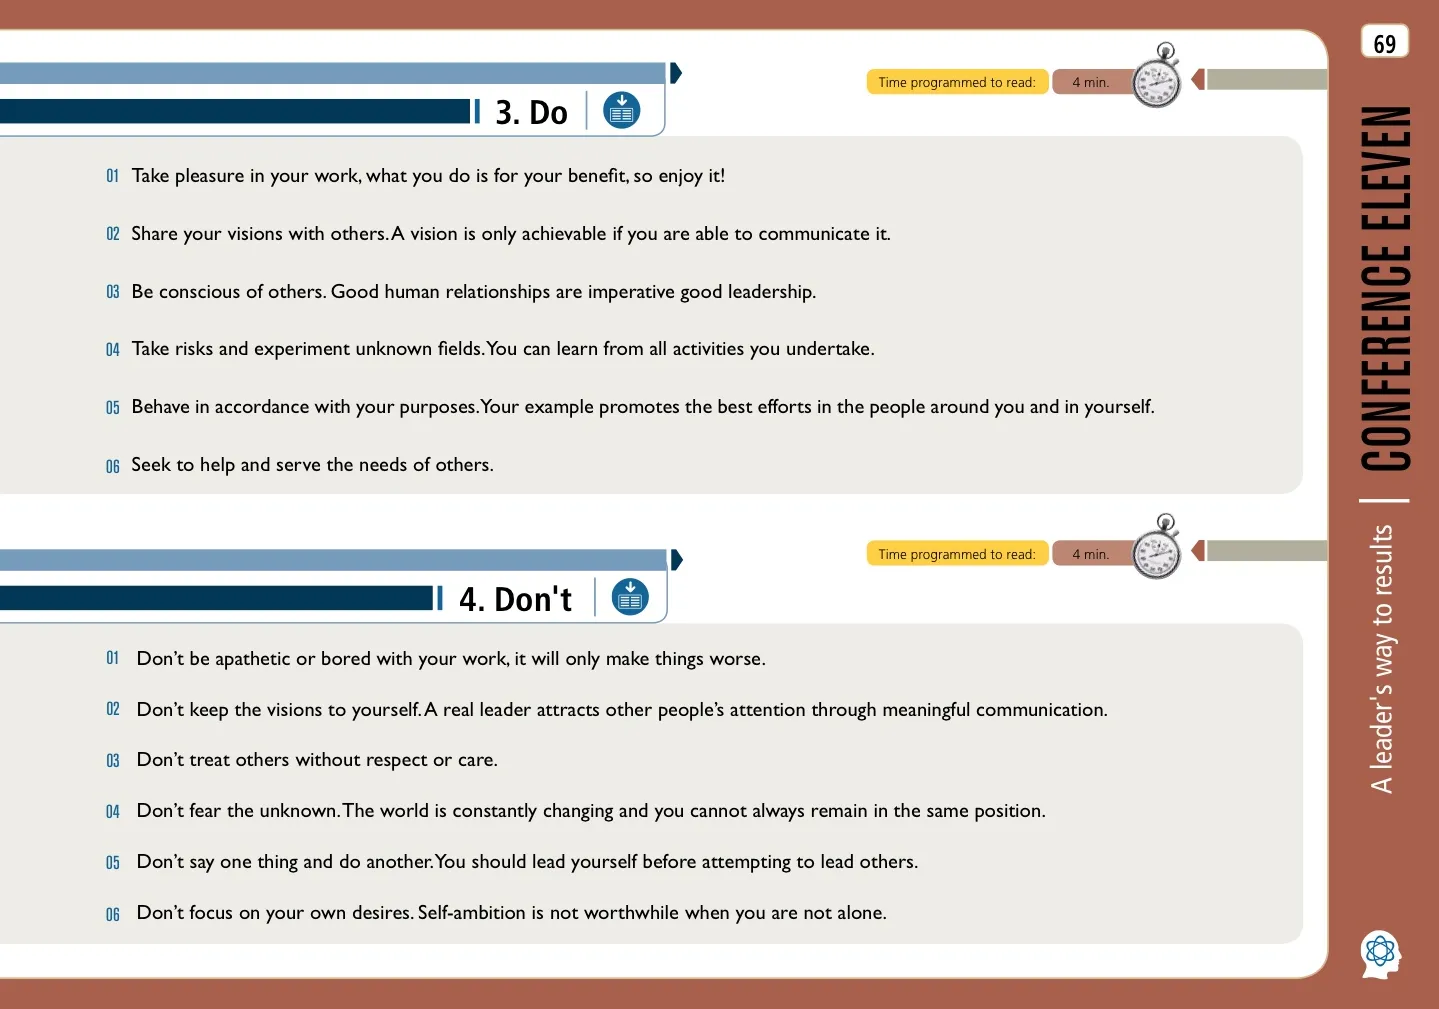 69
Time programmed to read: 4 min.
3. Do
01 Take pleasure in your work, what you do is for your benefit, so enjoy it!
02 Share your visions with others. A vision is only achievable if you are able to communicate it.
03 Be conscious of others. Good human relationships are imperative good leadership.
04 Take risks and experiment unknown fields. You can learn from all activities you undertake.
05 Behave in accordance with your purposes. Your example promotes the best efforts in the people around you and in yourself.
06 Seek to help and serve the needs of others.
Time programmed to read: 4 min.
4. Don't
01 Don’t be apathetic or bored with your work, it will only make things worse.
02 Don’t keep the visions to yourself. A real leader attracts other people’s attention through meaningful communication.
03 Don’t treat others without respect or care.
04 Don’t fear the unknown. The world is constantly changing and you cannot always remain in the same position.
05 Don’t say one thing and do another. You should lead yourself before attempting to lead others.
06 Don’t focus on your own desires. Self-ambition is not worthwhile when you are not alone.
A leader's way to results | CONFERENCE ELEVEN